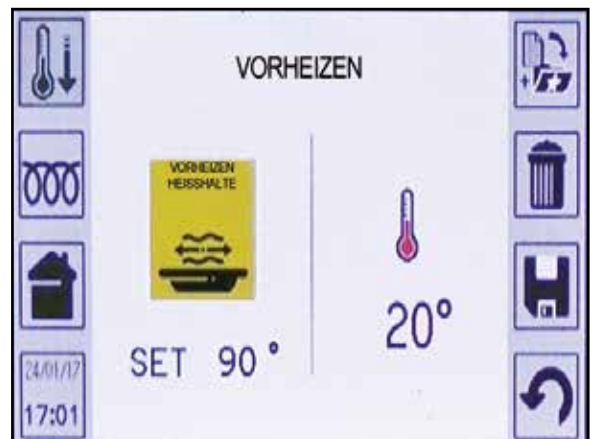 VORHEIZEN
VORHEIZEN
HEISSHALTE
SET 90°
20°
24/01/17
17:01